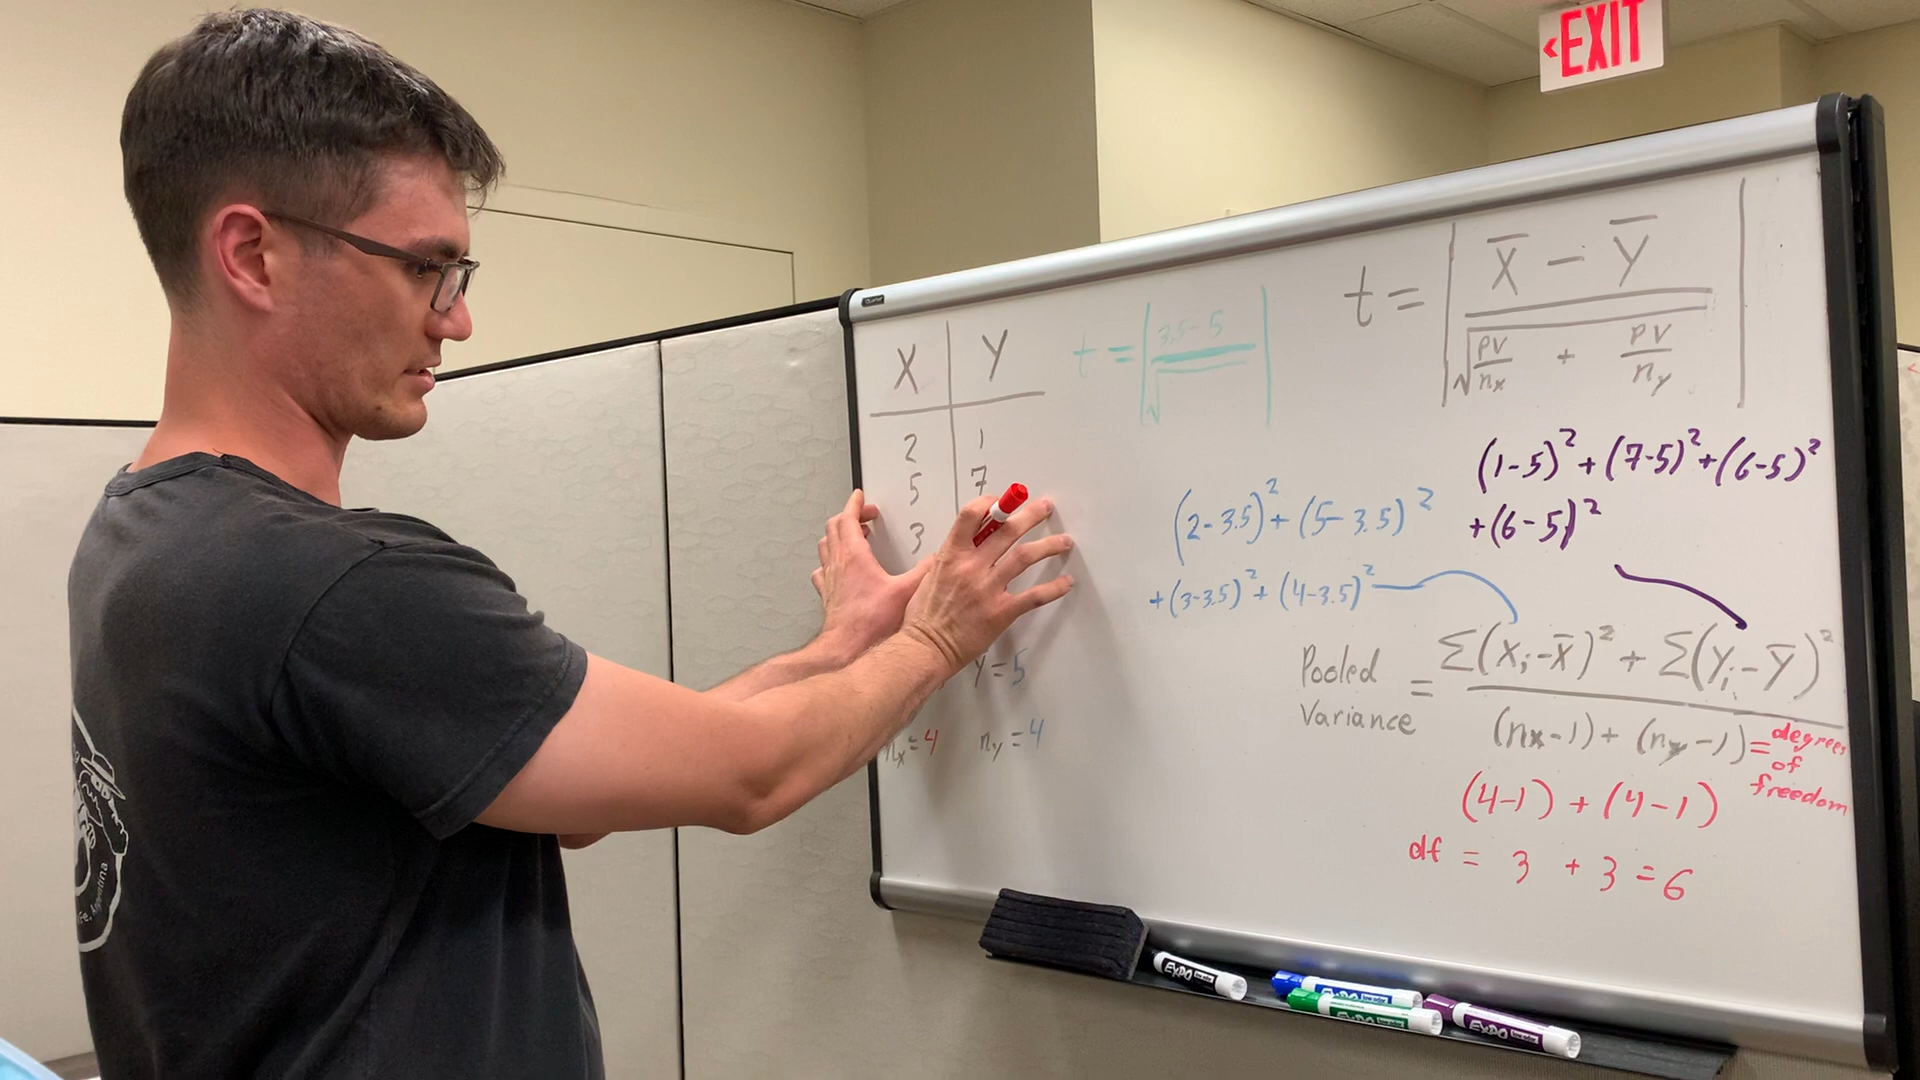 <EXIT
X Y
2 1
5 7
3
Y = 5
nx = 4 ny = 4
t = | 3.5 - 5 / √ |
t = | X̄ - Ȳ / √ PV/nx + PV/ny |
(1-5)² + (7-5)² + (6-5)²
+ (6-5)²
(2-3.5)² + (5-3.5)²
+ (3-3.5)² + (4-3.5)²
Pooled Variance = Σ(Xi - X̄)² + Σ(Yi - Ȳ)² / (nx-1) + (ny-1) = degrees of freedom
(4-1) + (4-1)
df = 3 + 3 = 6
EXPO
EXPO
EXPO
EXPO
Argentina